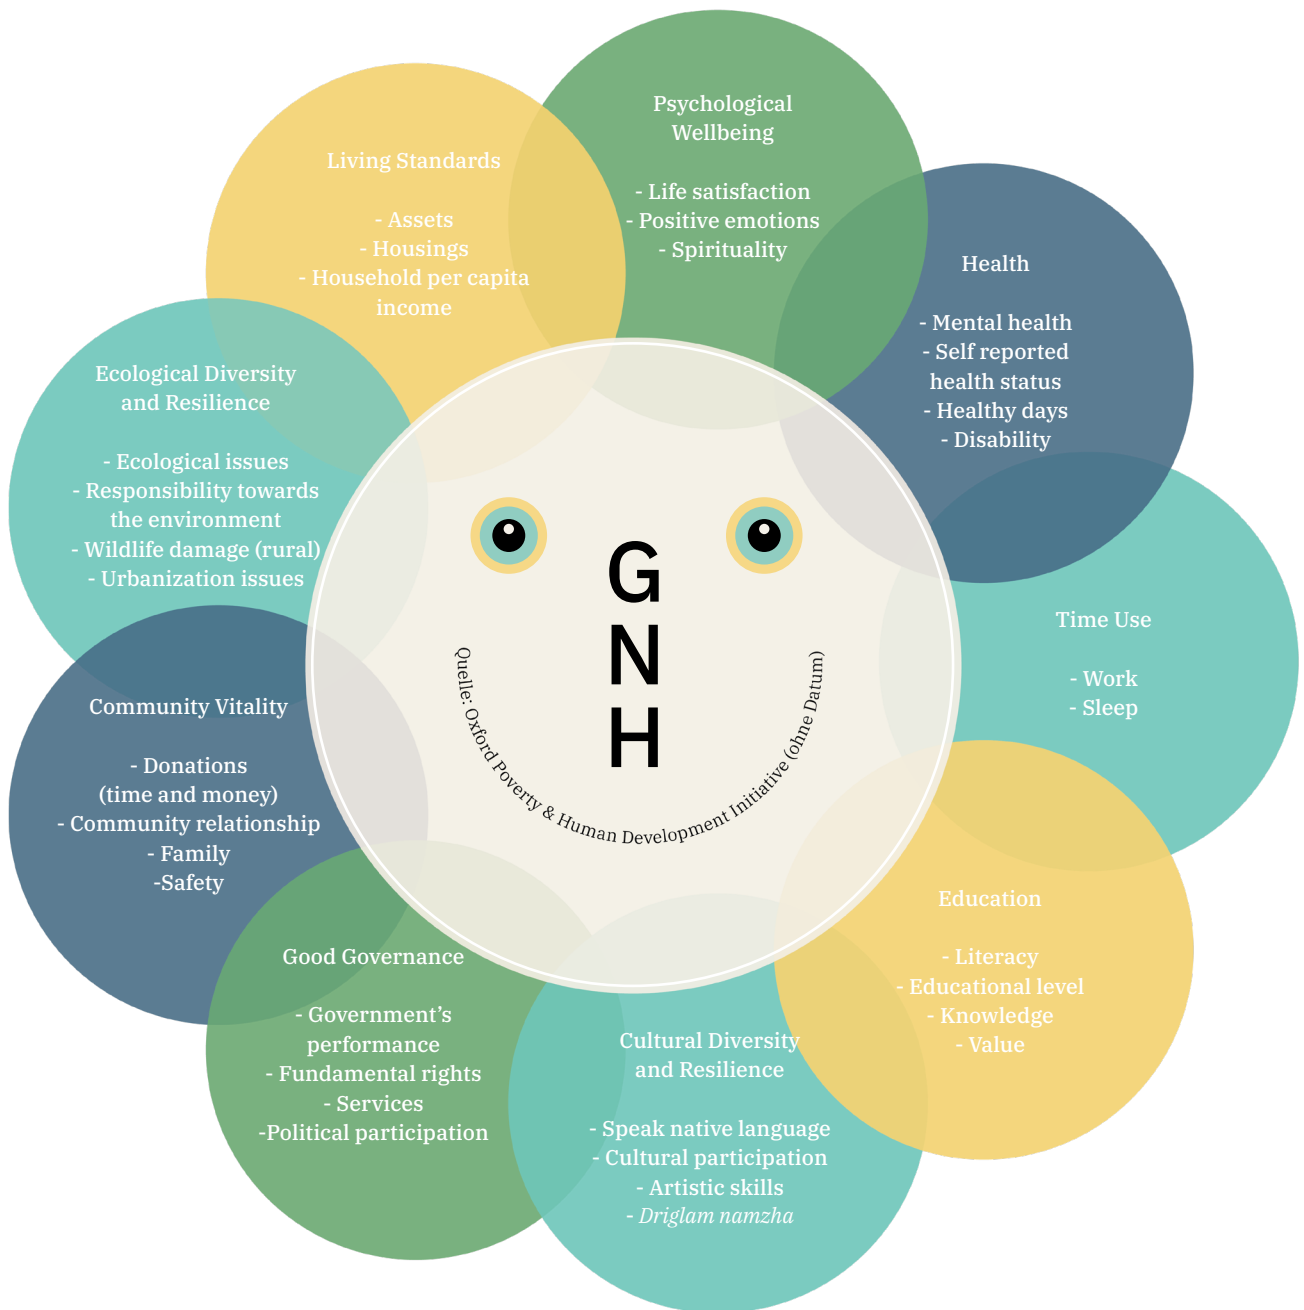 Psychological
Wellbeing
- Life satisfaction
- Positive emotions
- Spirituality
Health
- Mental health
- Self reported
health status
- Healthy days
- Disability
Time Use
- Work
- Sleep
Education
- Literacy
- Educational level
- Knowledge
- Value
Cultural Diversity
and Resilience
- Speak native language
- Cultural participation
- Artistic skills
- Driglam namzha
Good Governance
- Government’s
performance
- Fundamental rights
- Services
-Political participation
Community Vitality
- Donations
(time and money)
- Community relationship
- Family
-Safety
Ecological Diversity
and Resilience
- Ecological issues
- Responsibility towards
the environment
- Wildlife damage (rural)
- Urbanization issues
Living Standards
- Assets
- Housings
- Household per capita
income
G
N
H
Quelle: Oxford Poverty & Human Development Initiative (ohne Datum)